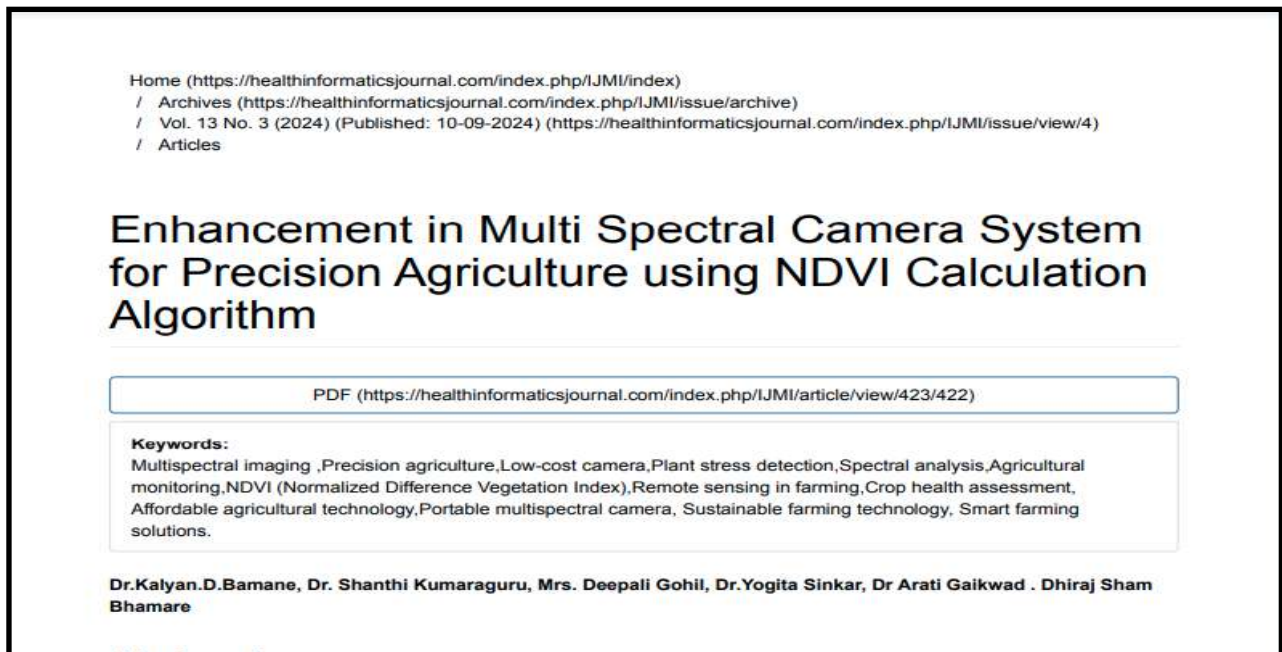 Home (https://healthinformaticsjournal.com/index.php/IJMI/index)
/ Archives (https://healthinformaticsjournal.com/index.php/IJMI/issue/archive)
/ Vol. 13 No. 3 (2024) (Published: 10-09-2024) (https://healthinformaticsjournal.com/index.php/IJMI/issue/view/4)
/ Articles
Enhancement in Multi Spectral Camera System
for Precision Agriculture using NDVI Calculation
Algorithm
PDF (https://healthinformaticsjournal.com/index.php/IJMI/article/view/423/422)
Keywords:
Multispectral imaging ,Precision agriculture,Low-cost camera,Plant stress detection,Spectral analysis,Agricultural
monitoring,NDVI (Normalized Difference Vegetation Index),Remote sensing in farming,Crop health assessment,
Affordable agricultural technology,Portable multispectral camera, Sustainable farming technology, Smart farming
solutions.
Dr.Kalyan.D.Bamane, Dr. Shanthi Kumaraguru, Mrs. Deepali Gohil, Dr.Yogita Sinkar, Dr Arati Gaikwad . Dhiraj Sham
Bhamare